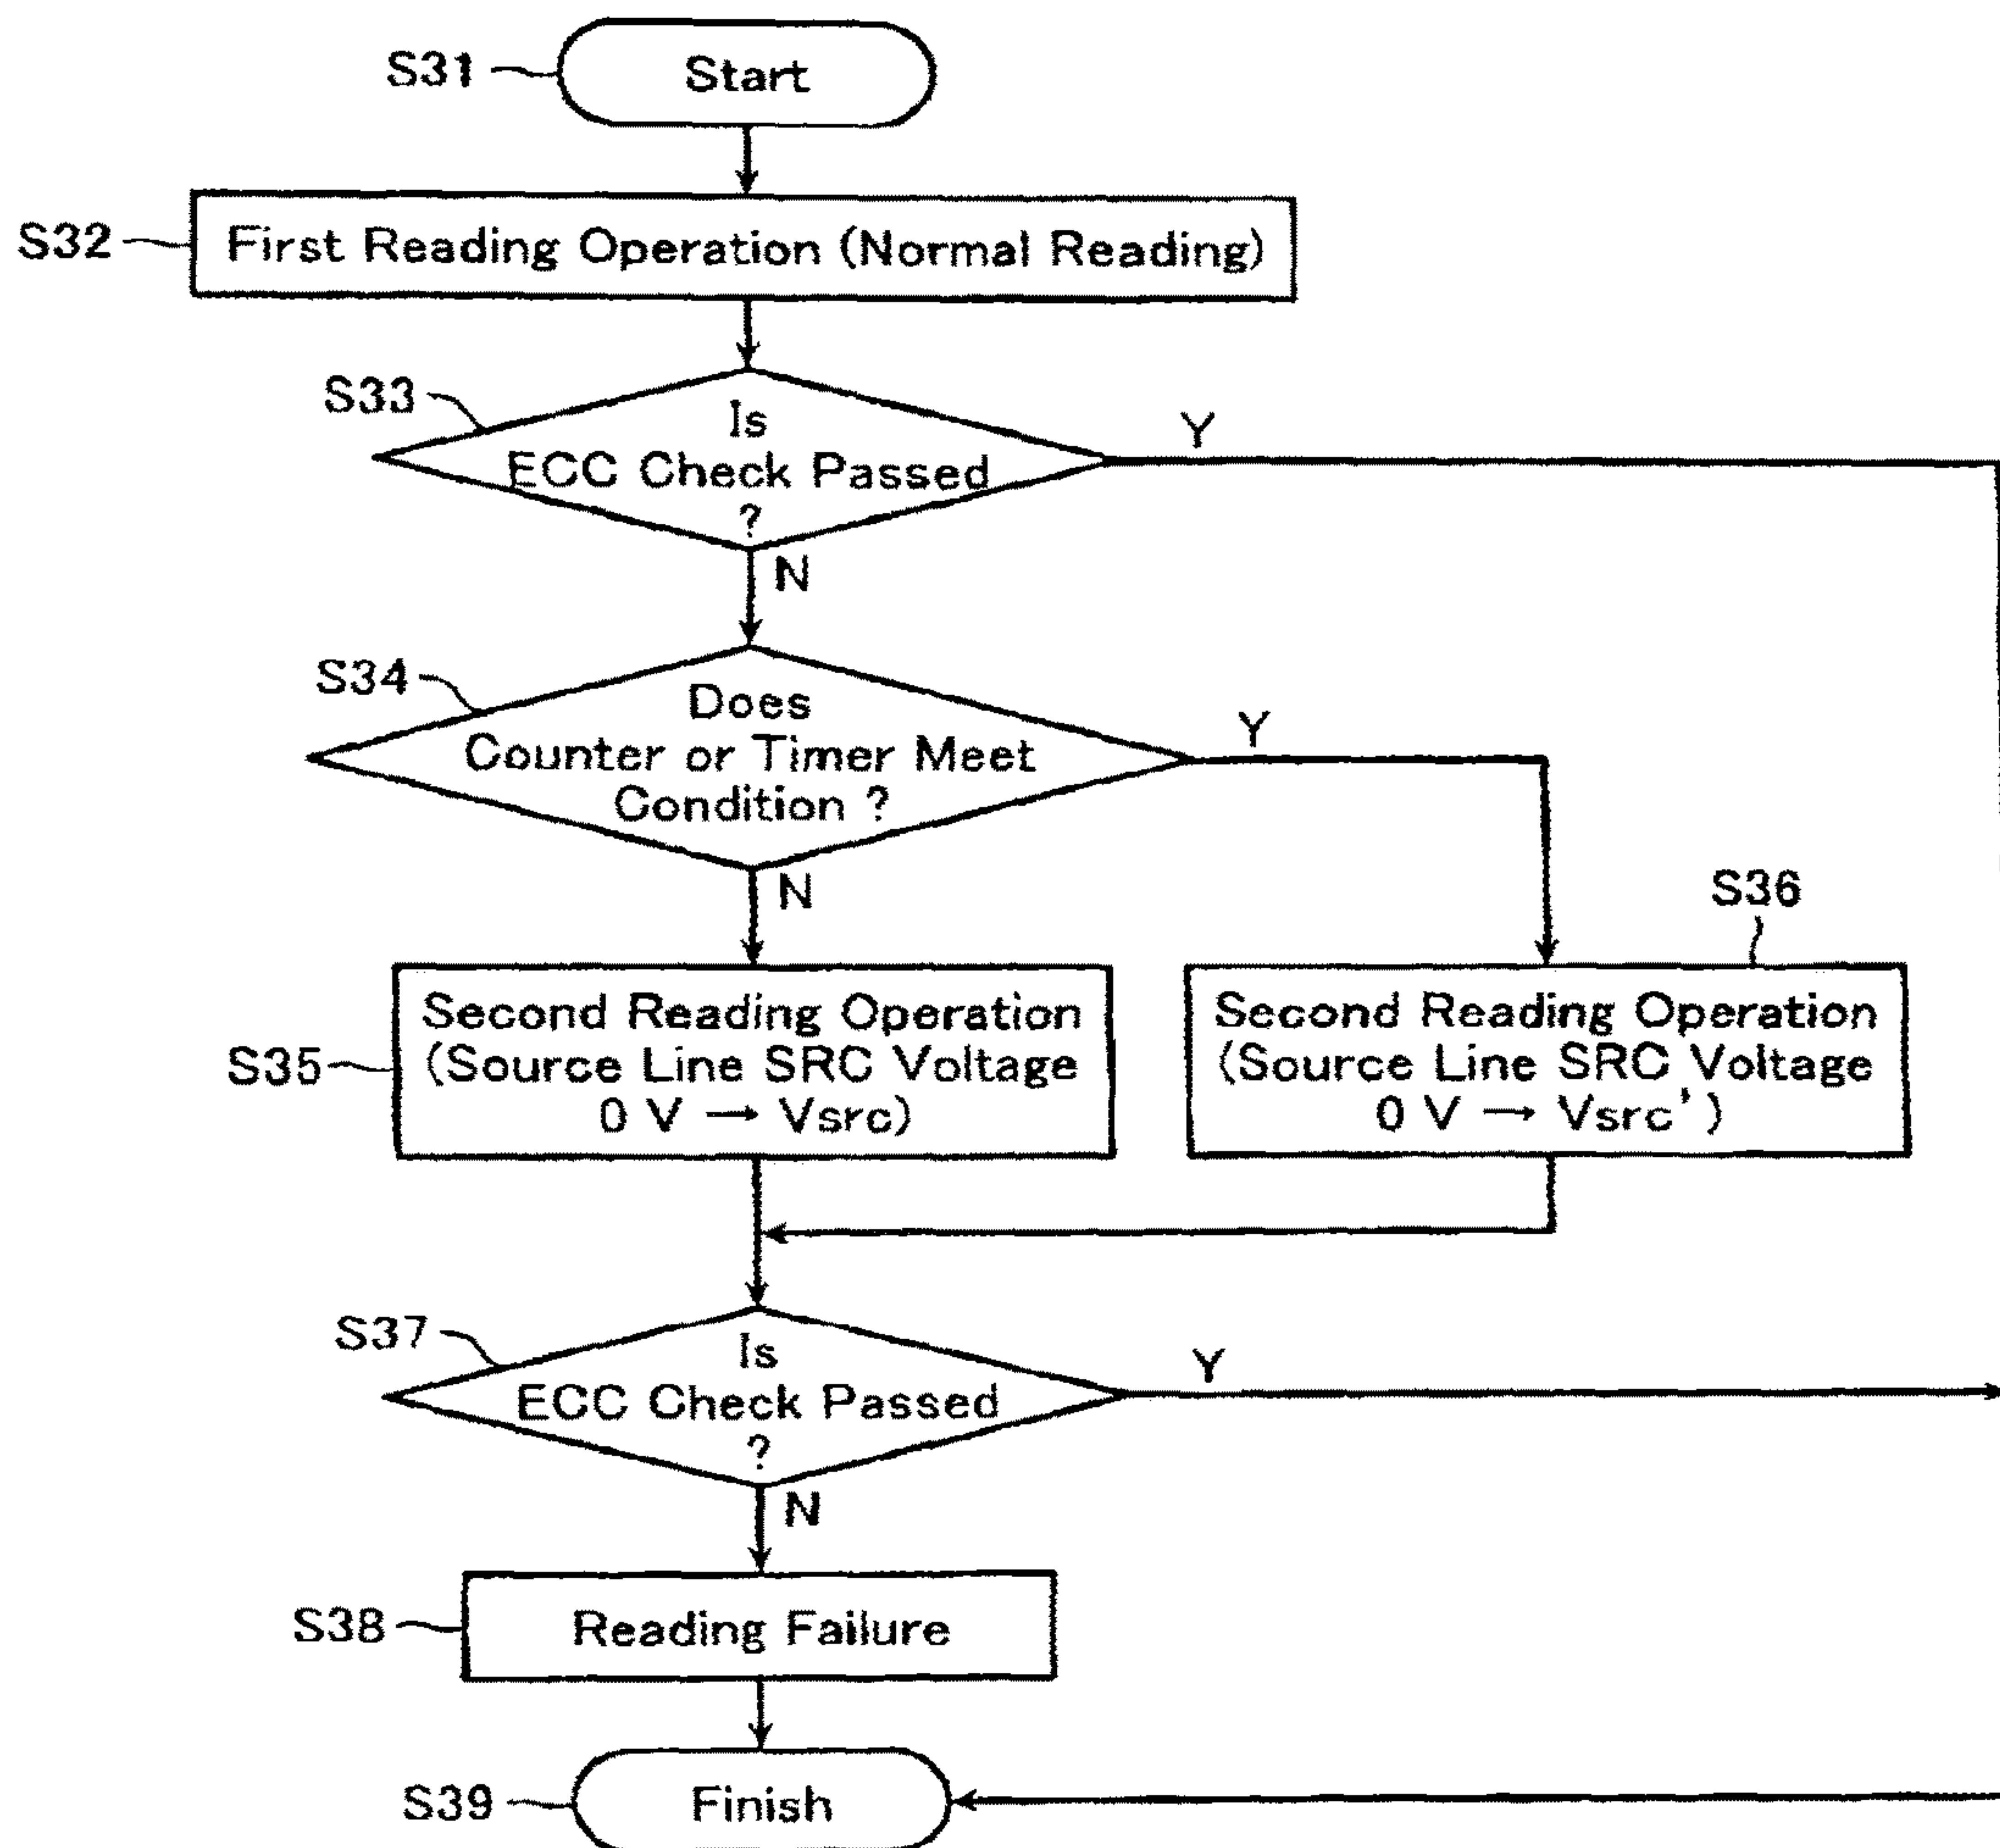 S31
Start
S32
First Reading Operation (Normal Reading)
S33
Is
ECC Check Passed
?
Y
N
S34
Does
Counter or Timer Meet
Condition ?
Y
N
S35
Second Reading Operation
(Source Line SRC Voltage
0 V → Vsrc)
S36
Second Reading Operation
(Source Line SRC Voltage
0 V → Vsrc')
S37
Is
ECC Check Passed
?
Y
N
S38
Reading Failure
S39
Finish